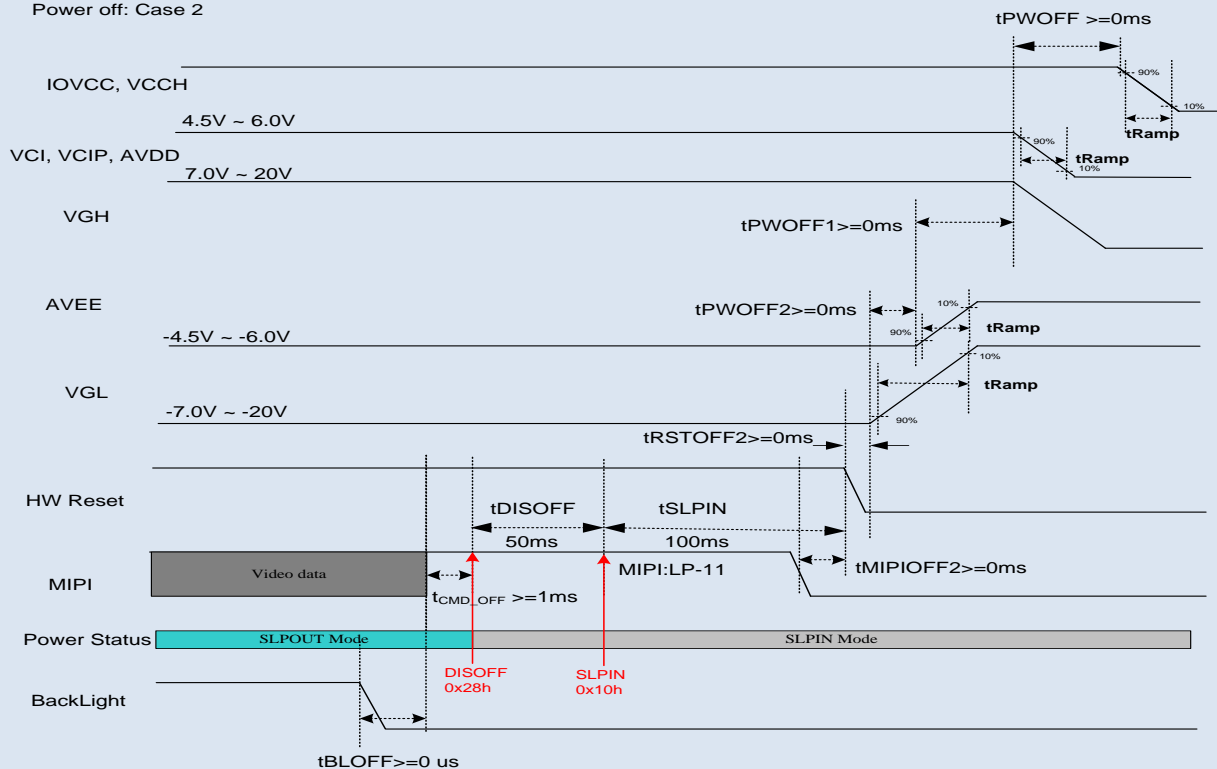 Power off: Case 2
tPWOFF >=0ms
IOVCC, VCCH
90%
10%
tRamp
4.5V ~ 6.0V
VCI, VCIP, AVDD
90%
tRamp
10%
7.0V ~ 20V
VGH
tPWOFF1>=0ms
AVEE
tPWOFF2>=0ms
10%
90%
tRamp
-4.5V ~ -6.0V
10%
VGL
tRamp
-7.0V ~ -20V
90%
tRSTOFF2>=0ms
HW Reset
tDISOFF
tSLPIN
50ms
100ms
MIPI
Video data
MIPI:LP-11
tMIPIOFF2>=0ms
tCMD_OFF >=1ms
Power Status
SLPOUT Mode
SLPIN Mode
DISOFF
0x28h
SLPIN
0x10h
BackLight
tBLOFF>=0 us